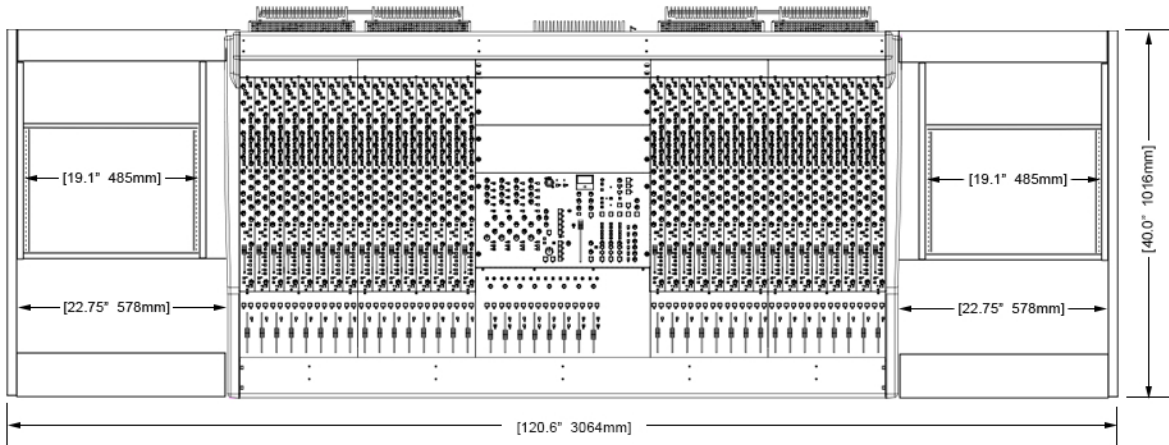 [19.1" 485mm]
[19.1" 485mm]
[40.0" 1016mm]
[22.75" 578mm]
[22.75" 578mm]
[120.6" 3064mm]